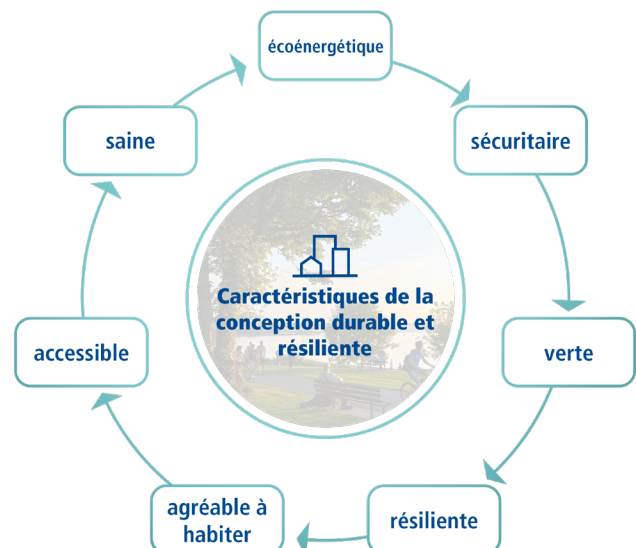 écoénergétique
sécuritaire
verte
résiliente
agréable à
habiter
accessible
saine
Caractéristiques de la
conception durable et
résiliente